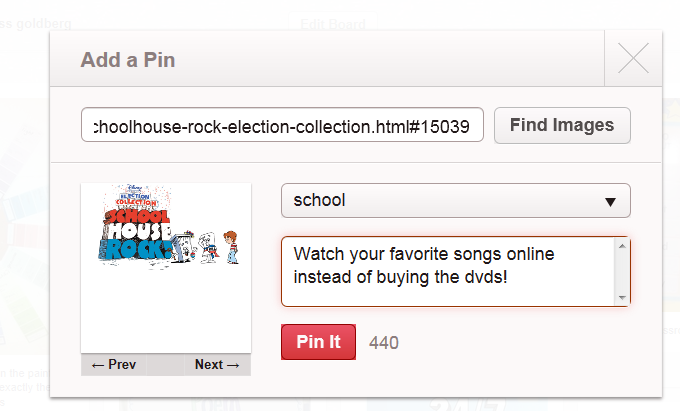 ss goldberg
Edit Board
Add a Pin
choolhouse-rock-election-collection.html#15039
Find Images
Disney
ELECTION
COLLECTION
SCHOOL
HOUSE
ROCK!
school
Watch your favorite songs online
instead of buying the dvds!
Pin It
440
← Prev
Next →